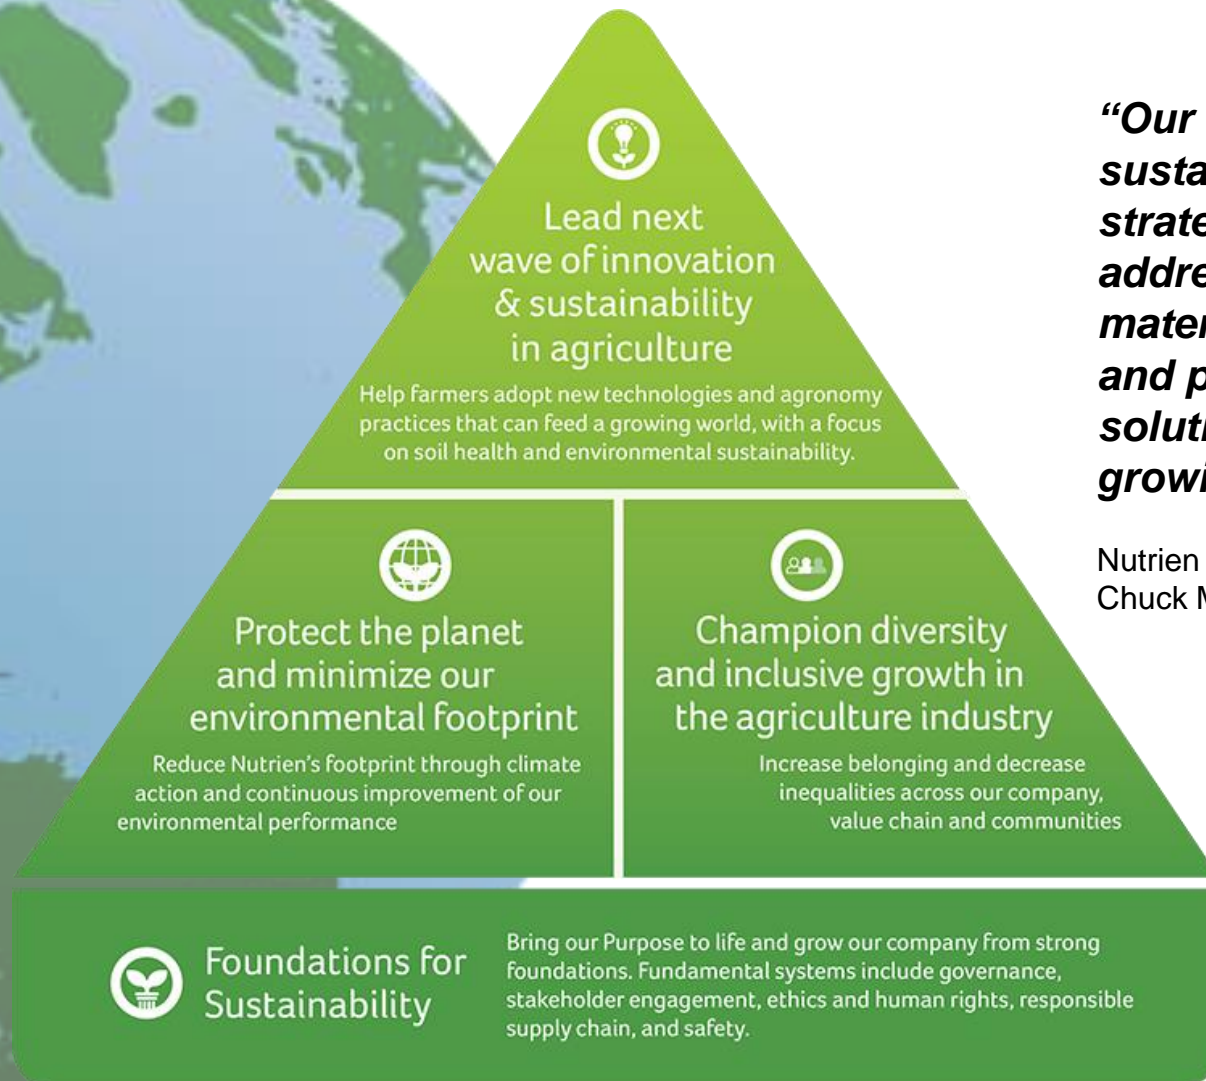 Lead next
wave of innovation
& sustainability
in agriculture
Help farmers adopt new technologies and agronomy
practices that can feed a growing world, with a focus
on soil health and environmental sustainability.
Protect the planet
and minimize our
environmental footprint
Reduce Nutrien's footprint through climate
action and continuous improvement of our
environmental performance
Champion diversity
and inclusive growth in
the agriculture industry
Increase belonging and decrease
inequalities across our company,
value chain and communities
Foundations for
Sustainability
Bring our Purpose to life and grow our company from strong
foundations. Fundamental systems include governance,
stakeholder engagement, ethics and human rights, responsible
supply chain, and safety.
“Our
Nutrien
Chuck